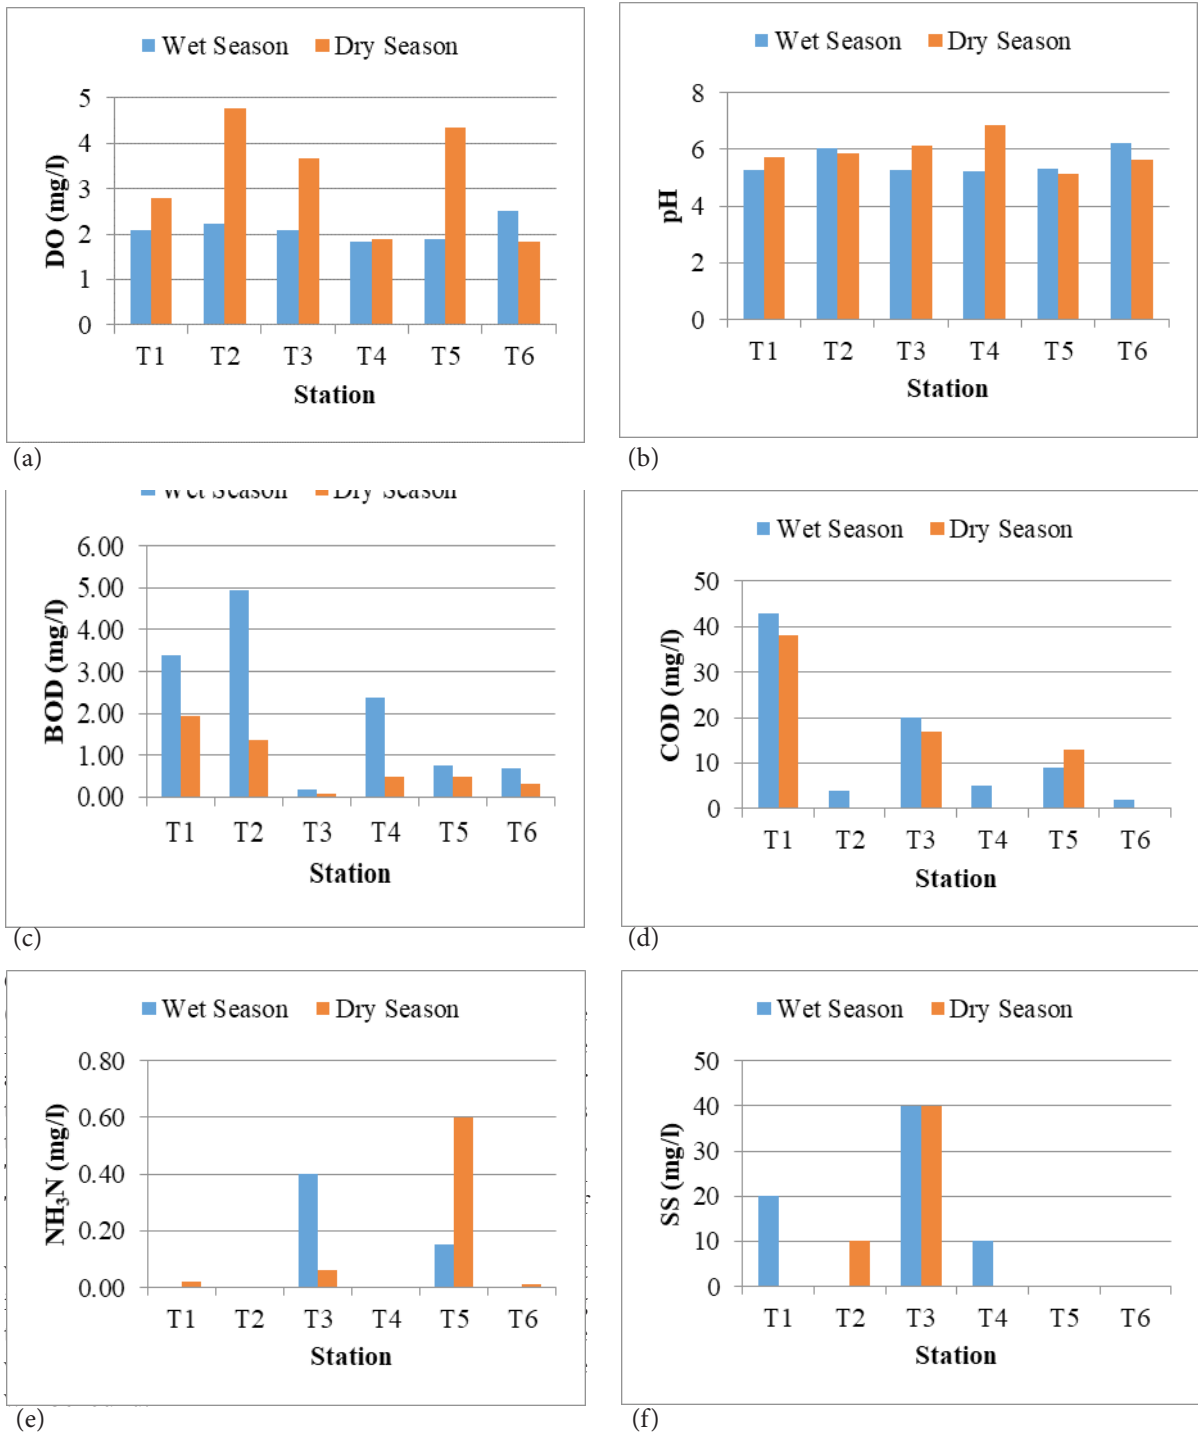 Wet Season Dry Season
5
4
3
2
1
0
DO (mg/l)
T1 T2 T3 T4 T5 T6
Station
(a)
Wet Season Dry Season
8
6
4
2
0
pH
T1 T2 T3 T4 T5 T6
Station
(b)
Wet Season Dry Season
6.00
5.00
4.00
3.00
2.00
1.00
0.00
BOD (mg/l)
T1 T2 T3 T4 T5 T6
Station
(c)
Wet Season Dry Season
50
40
30
20
10
0
COD (mg/l)
T1 T2 T3 T4 T5 T6
Station
(d)
Wet Season Dry Season
0.80
0.60
0.40
0.20
0.00
NH₃N (mg/l)
T1 T2 T3 T4 T5 T6
Station
(e)
Wet Season Dry Season
50
40
30
20
10
0
SS (mg/l)
T1 T2 T3 T4 T5 T6
Station
(f)